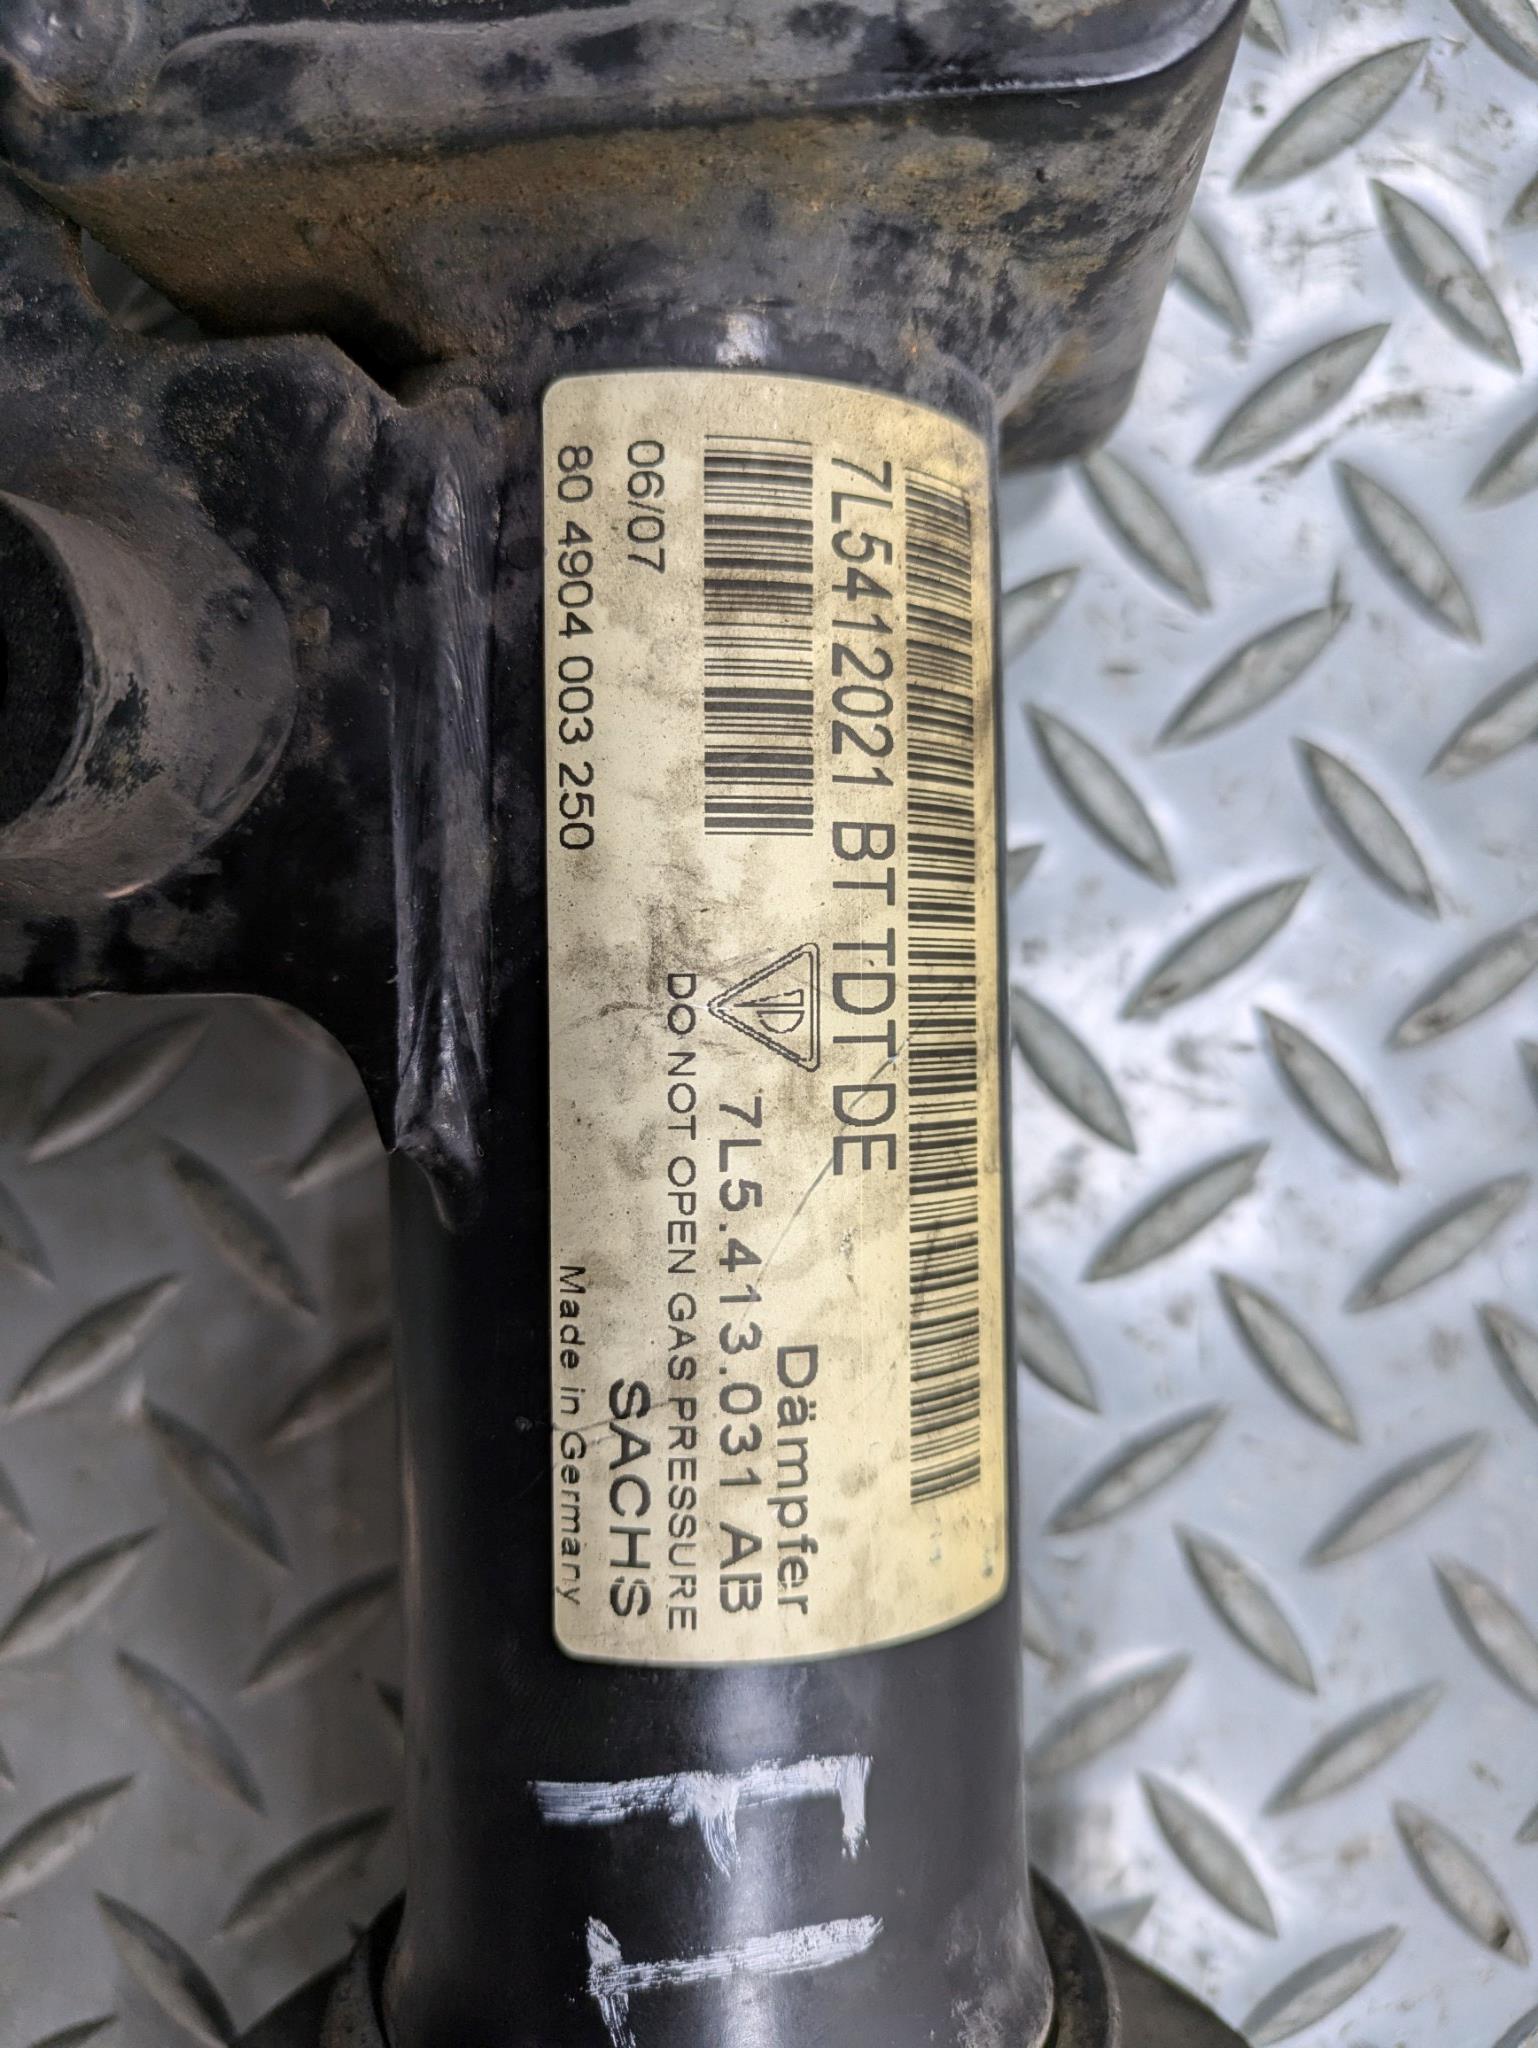 7L5412021 BT TDT DE
Dämpfer
7L5.413.031 AB
DO NOT OPEN GAS PRESSURE
06/07
SACHS
80 4904 003 250
Made in Germany